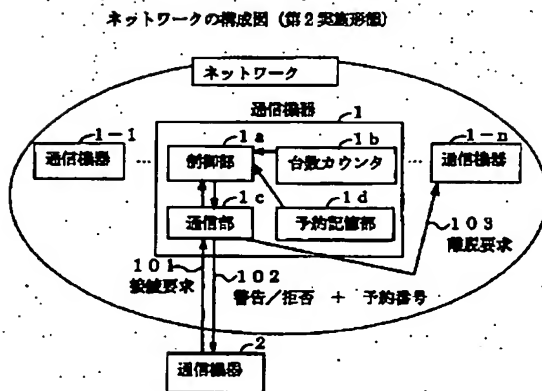 ネットワークの構成図 (第2実施形態)
ネットワーク
通信機器 1
1-1
通信機器
…
1a
制御部
1b
台数カウンタ
…
1-n
通信機器
1c
通信部
1d
予約記憶部
103
離脱要求
101
接続要求
102
警告/拒否 + 予約番号
2
通信機器